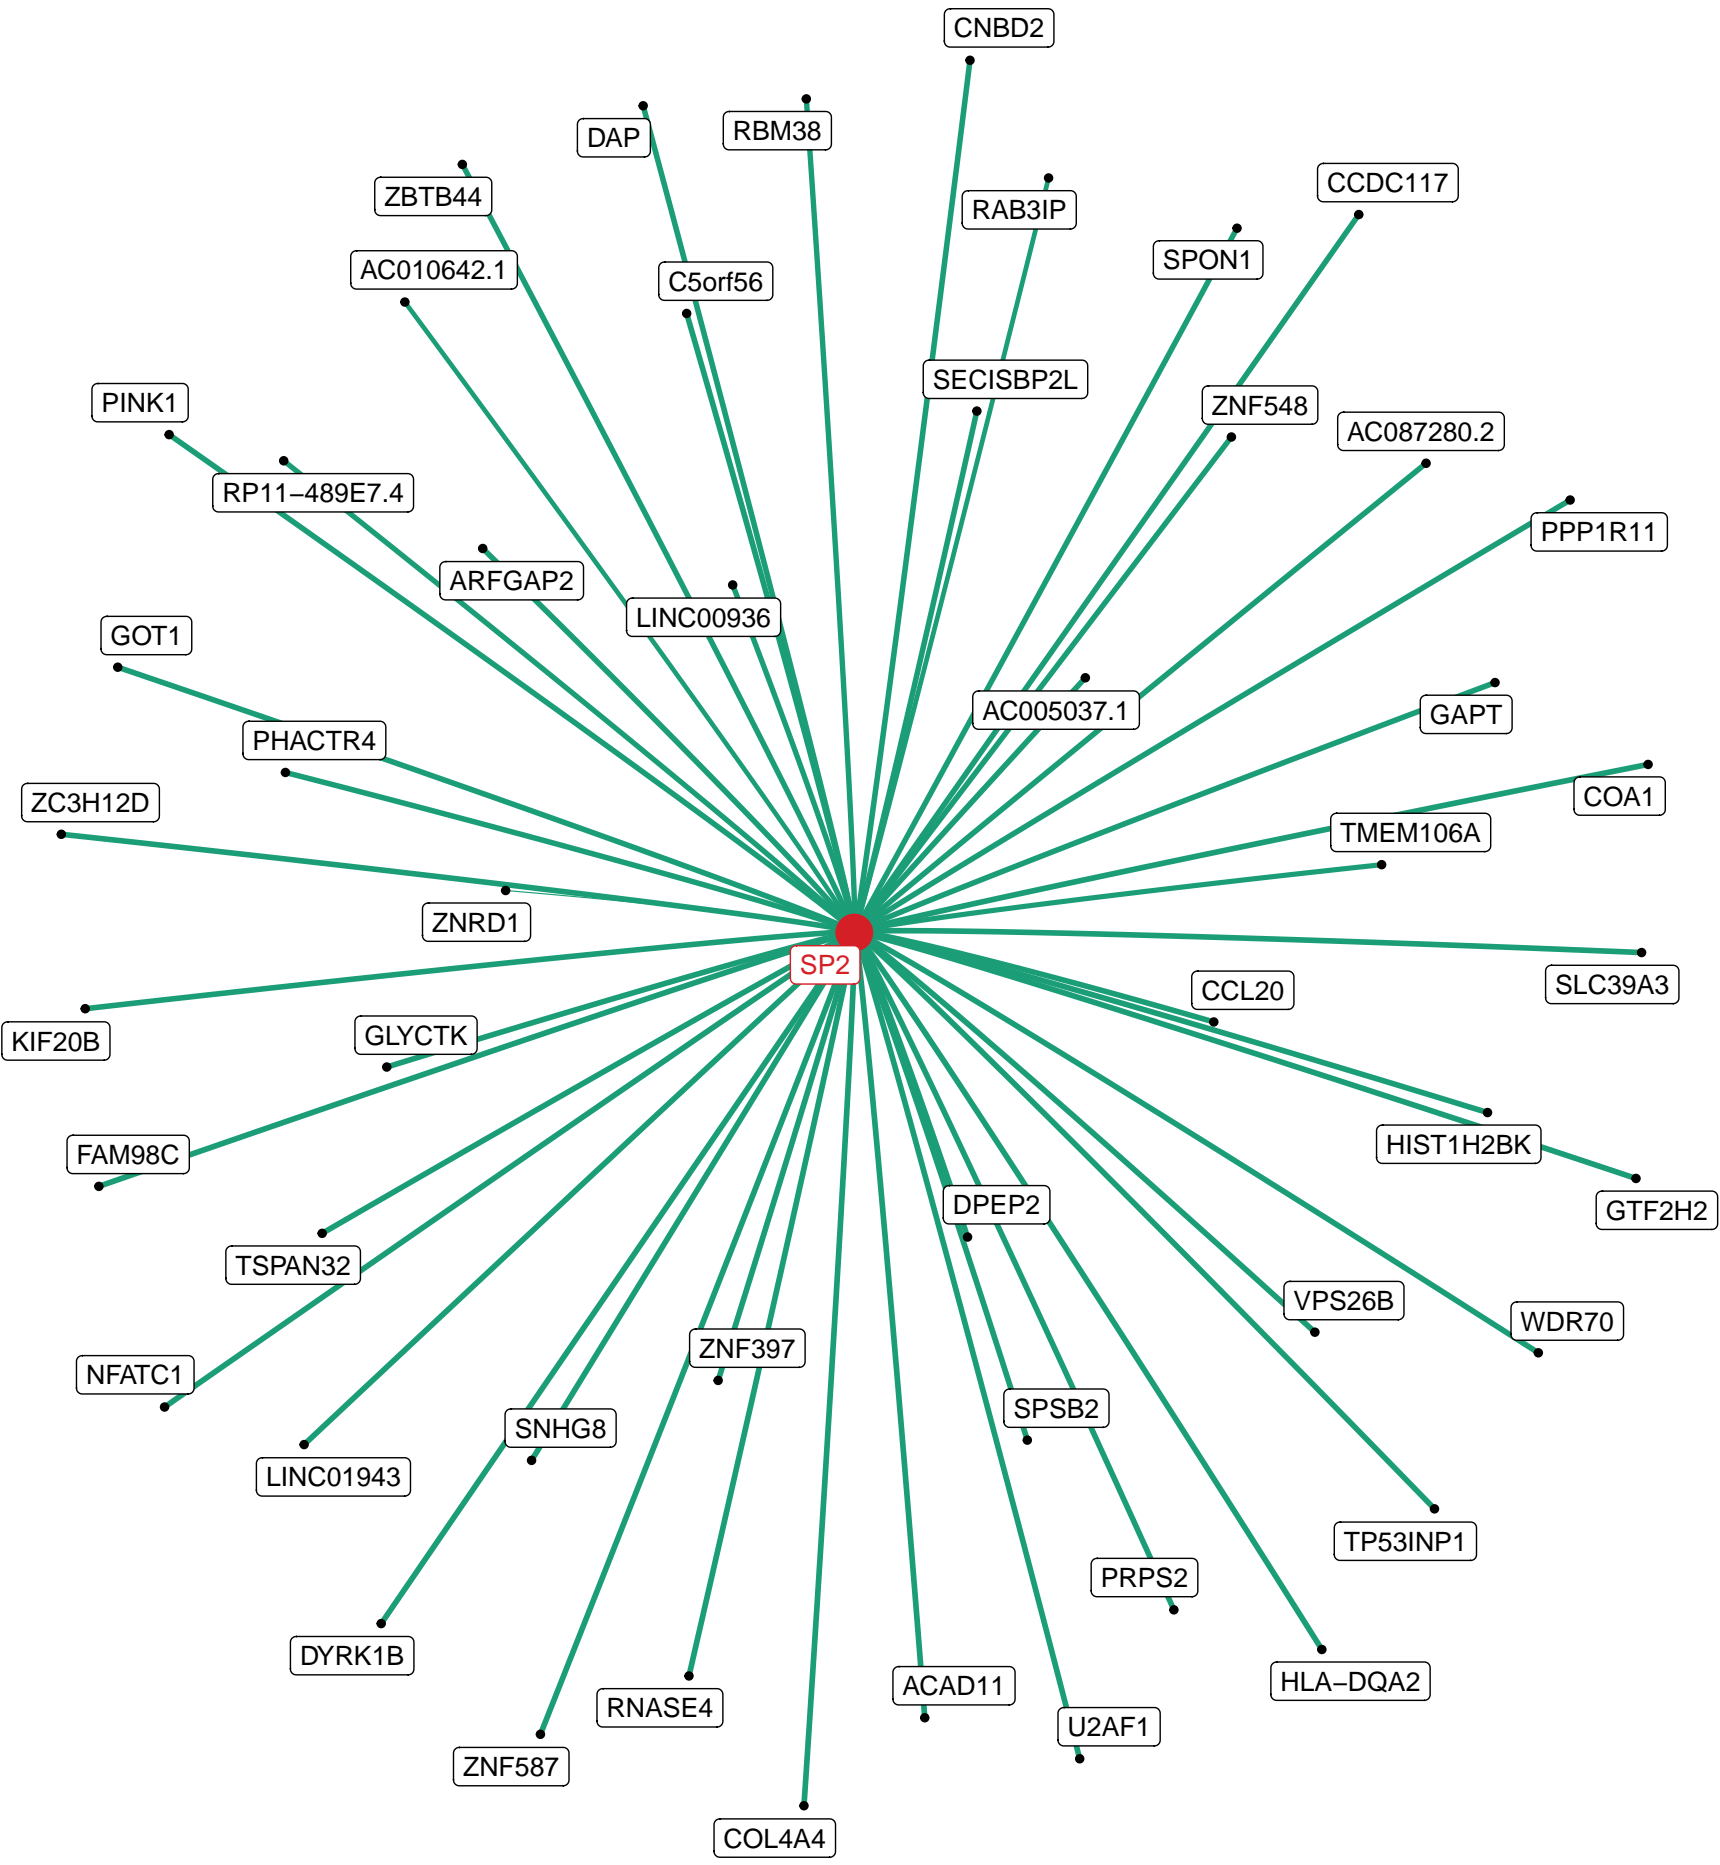 CNBD2
DAP
RBM38
CCDC117
ZBTB44
RAB3IP
SPON1
AC010642.1
C5orf56
SECISBP2L
PINK1
ZNF548
AC087280.2
RP11−489E7.4
PPP1R11
ARFGAP2
LINC00936
GOT1
AC005037.1
GAPT
PHACTR4
COA1
ZC3H12D
TMEM106A
ZNRD1
SP2
SLC39A3
CCL20
GLYCTK
KIF20B
HIST1H2BK
FAM98C
DPEP2
GTF2H2
TSPAN32
VPS26B
WDR70
ZNF397
NFATC1
SPSB2
SNHG8
LINC01943
TP53INP1
PRPS2
DYRK1B
HLA−DQA2
ACAD11
RNASE4
U2AF1
ZNF587
COL4A4